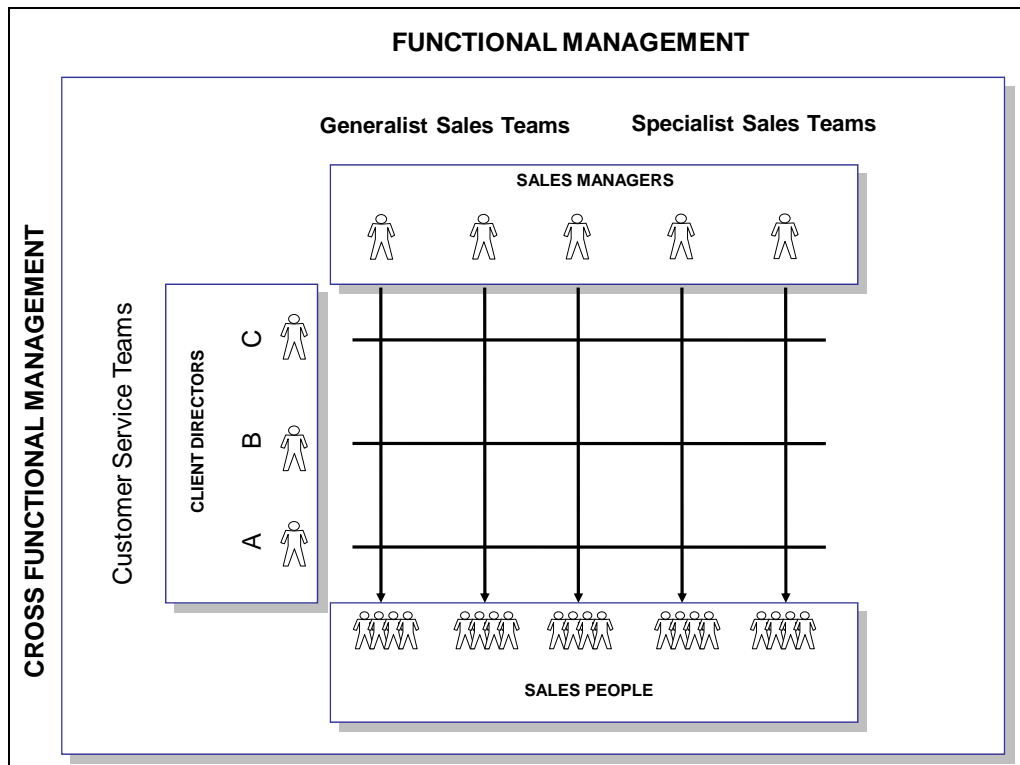 FUNCTIONAL MANAGEMENT
Generalist Sales Teams
Specialist Sales Teams
SALES MANAGERS
CROSS FUNCTIONAL MANAGEMENT
Customer Service Teams
CLIENT DIRECTORS
C
B
A
SALES PEOPLE